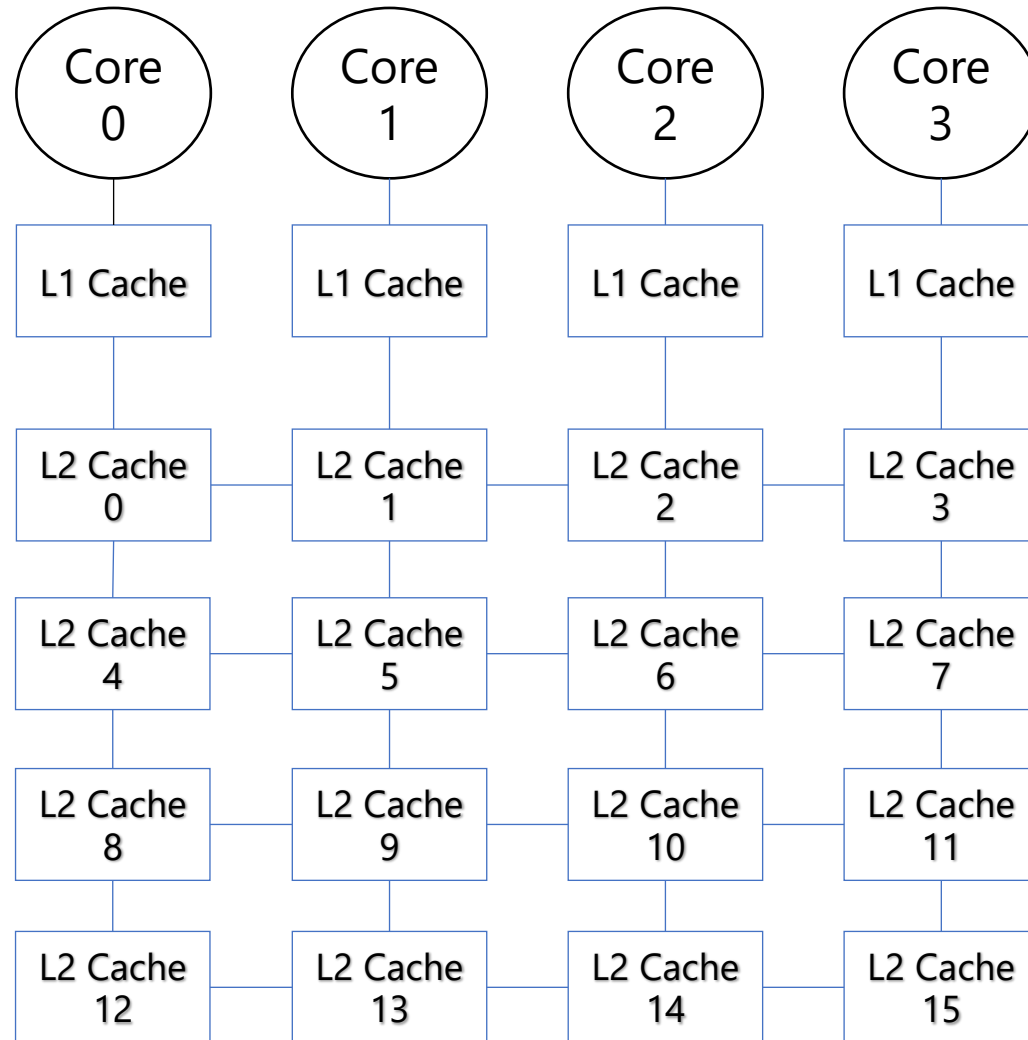 Core
0
Core
1
Core
2
Core
3
L1 Cache
L1 Cache
L1 Cache
L1 Cache
L2 Cache
0
L2 Cache
1
L2 Cache
2
L2 Cache
3
L2 Cache
4
L2 Cache
5
L2 Cache
6
L2 Cache
7
L2 Cache
8
L2 Cache
9
L2 Cache
10
L2 Cache
11
L2 Cache
12
L2 Cache
13
L2 Cache
14
L2 Cache
15